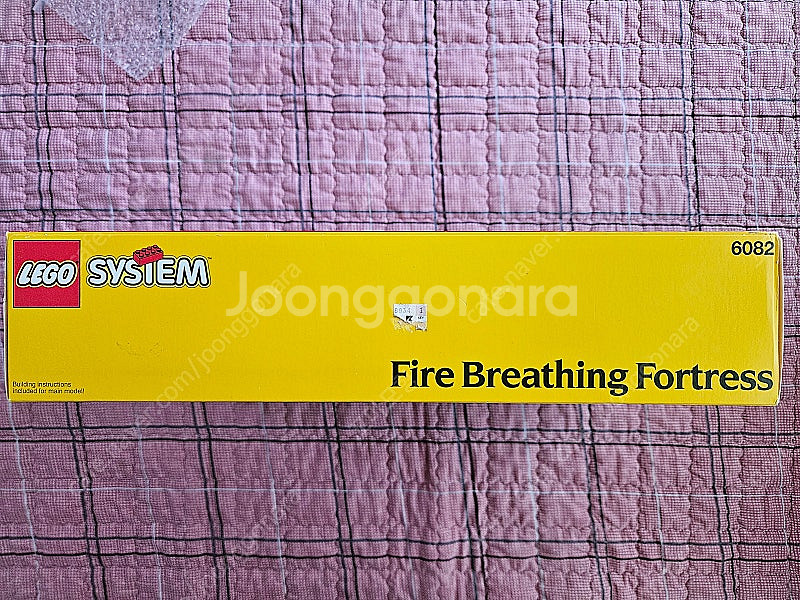 6082
LEGO SYSTEM
Joonggonara
Building instructions
included for main model!
Fire Breathing Fortress